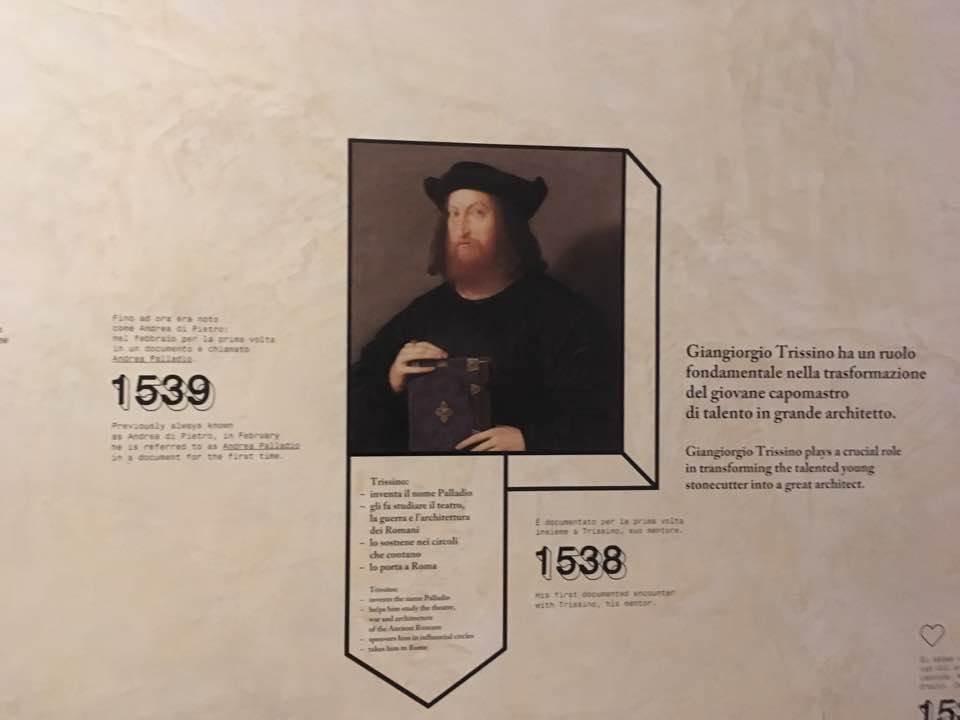 Fino ad ora era noto
come Andrea di Pietro:
nel febbraio per la prima volta
in un documento è chiamato
Andrea Palladio.
1539
Previously always known
as Andrea di Pietro, in February
he is referred to as Andrea Palladio
in a document for the first time.
Trissino:
– inventa il nome Palladio
– gli fa studiare il teatro,
la guerra e l'architettura
dei Romani
– lo sostiene nei circoli
che contano
– lo porta a Roma
Trissino:
– invents the name Palladio
– helps him study the theatre,
war and architecture
of the Ancient Romans
– sponsors him in influential circles
– takes him to Rome
È documentato per la prima volta
insieme a Trissino, suo mentore.
1538
His first documented encounter
with Trissino, his mentor.
Giangiorgio Trissino ha un ruolo
fondamentale nella trasformazione
del giovane capomastro
di talento in grande architetto.
Giangiorgio Trissino plays a crucial role
in transforming the talented young
stonecutter into a great architect.